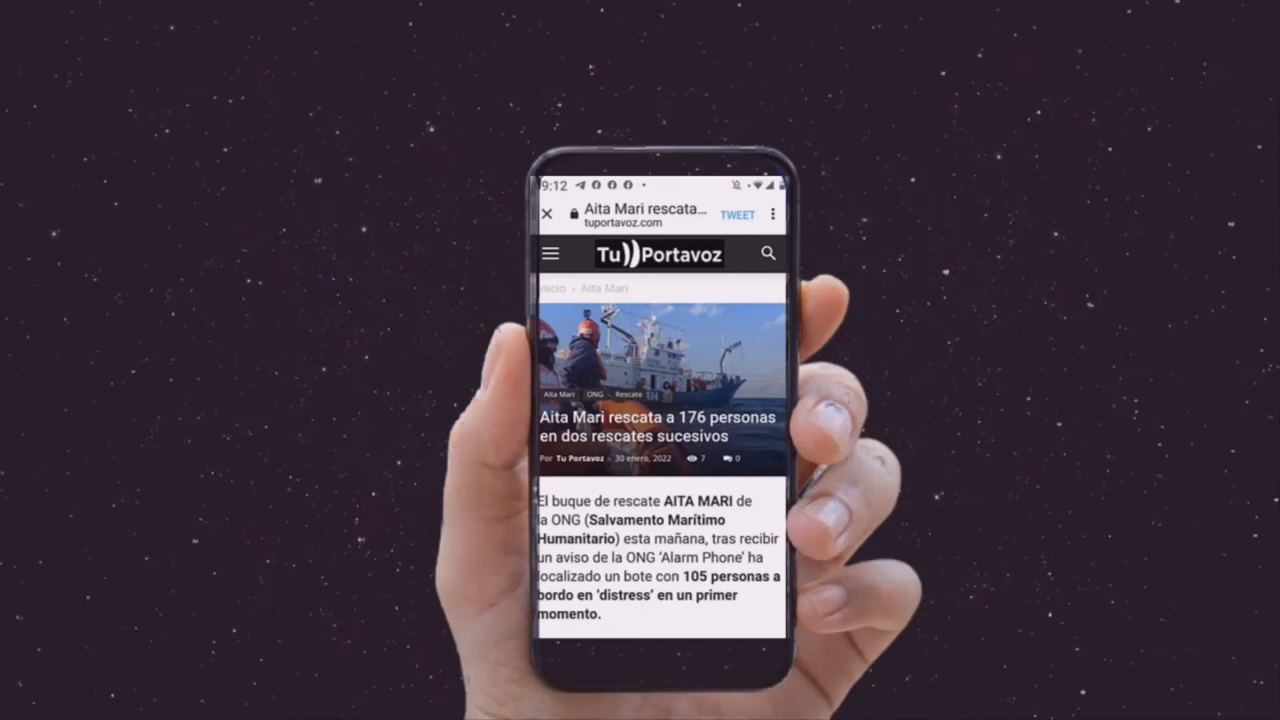 9:12
Aita Mari rescata...
TWEET
tuportavoz.com
Tu))Portavoz
nicio › Aita Mari
Aita Mari ONG Rescate
Aita Mari rescata a 176 personas
en dos rescates sucesivos
Por Tu Portavoz - 30 enero, 2022 7 0
El buque de rescate AITA MARI de
la ONG (Salvamento Marítimo
Humanitario) esta mañana, tras recibir
un aviso de la ONG ‘Alarm Phone’ ha
localizado un bote con 105 personas a
bordo en ‘distress’ en un primer
momento.